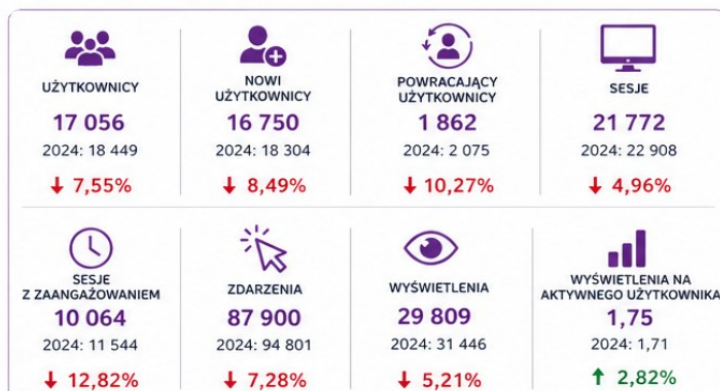 UŻYTKOWNICY
17 056
2024: 18 449
↓ 7,55%
NOWI
UŻYTKOWNICY
16 750
2024: 18 304
↓ 8,49%
POWRACAJĄCY
UŻYTKOWNICY
1 862
2024: 2 075
↓ 10,27%
SESJE
21 772
2024: 22 908
↓ 4,96%
SESJE
Z ZAANGAŻOWANIEM
10 064
2024: 11 544
↓ 12,82%
ZDARZENIA
87 900
2024: 94 801
↓ 7,28%
WYŚWIETLENIA
29 809
2024: 31 446
↓ 5,21%
WYŚWIETLENIA NA
AKTYWNEGO UŻYTKOWNIKA
1,75
2024: 1,71
↑ 2,82%